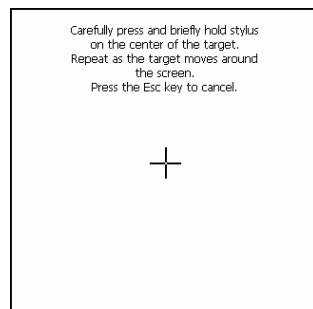 Carefully press and briefly hold stylus
on the center of the target.
Repeat as the target moves around
the screen.
Press the Esc key to cancel.